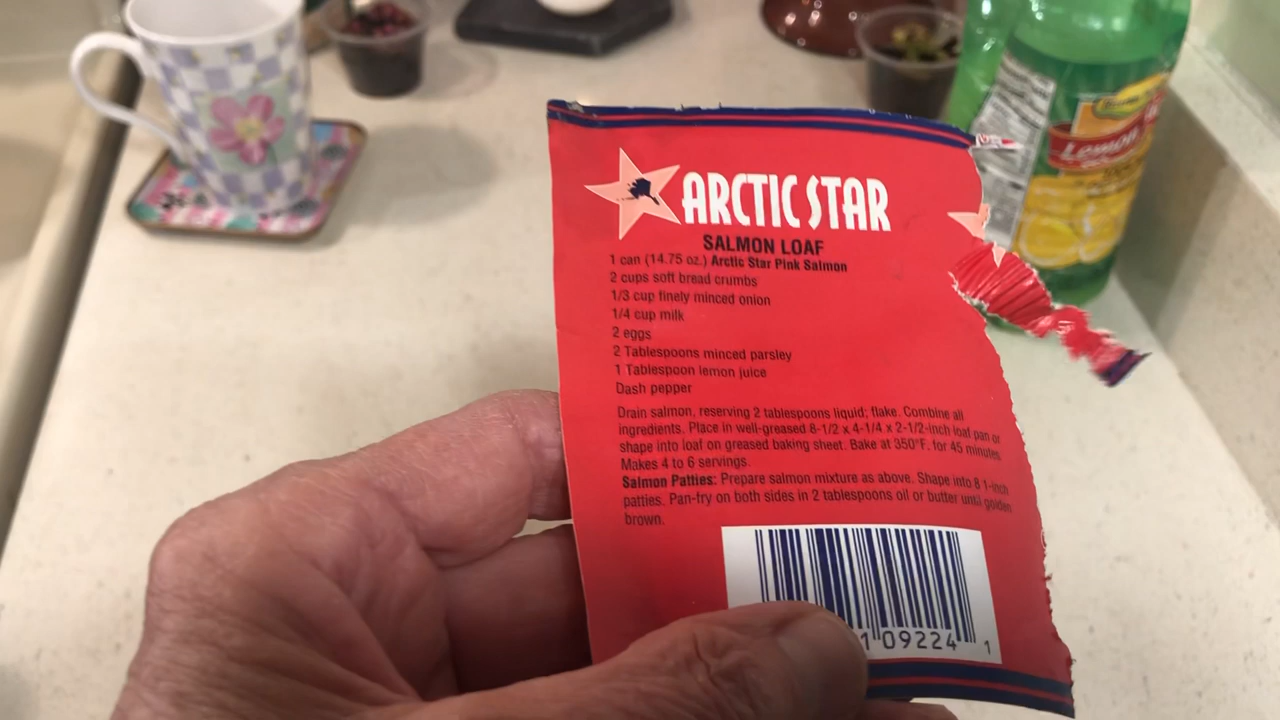 ARCTIC STAR
SALMON LOAF
1 can (14.75 oz.) Arctic Star Pink Salmon
2 cups soft bread crumbs
1/3 cup finely minced onion
1/4 cup milk
2 eggs
2 Tablespoons minced parsley
1 Tablespoon lemon juice
Dash pepper
Drain salmon, reserving 2 tablespoons liquid; flake. Combine all
ingredients. Place in well-greased 8-1/2 x 4-1/4 x 2-1/2-inch loaf pan or
shape into loaf on greased baking sheet. Bake at 350°F. for 45 minutes.
Makes 4 to 6 servings.
Salmon Patties: Prepare salmon mixture as above. Shape into 8 1-inch
patties. Pan-fry on both sides in 2 tablespoons oil or butter until golden
brown.
1 09224 1
Lemon